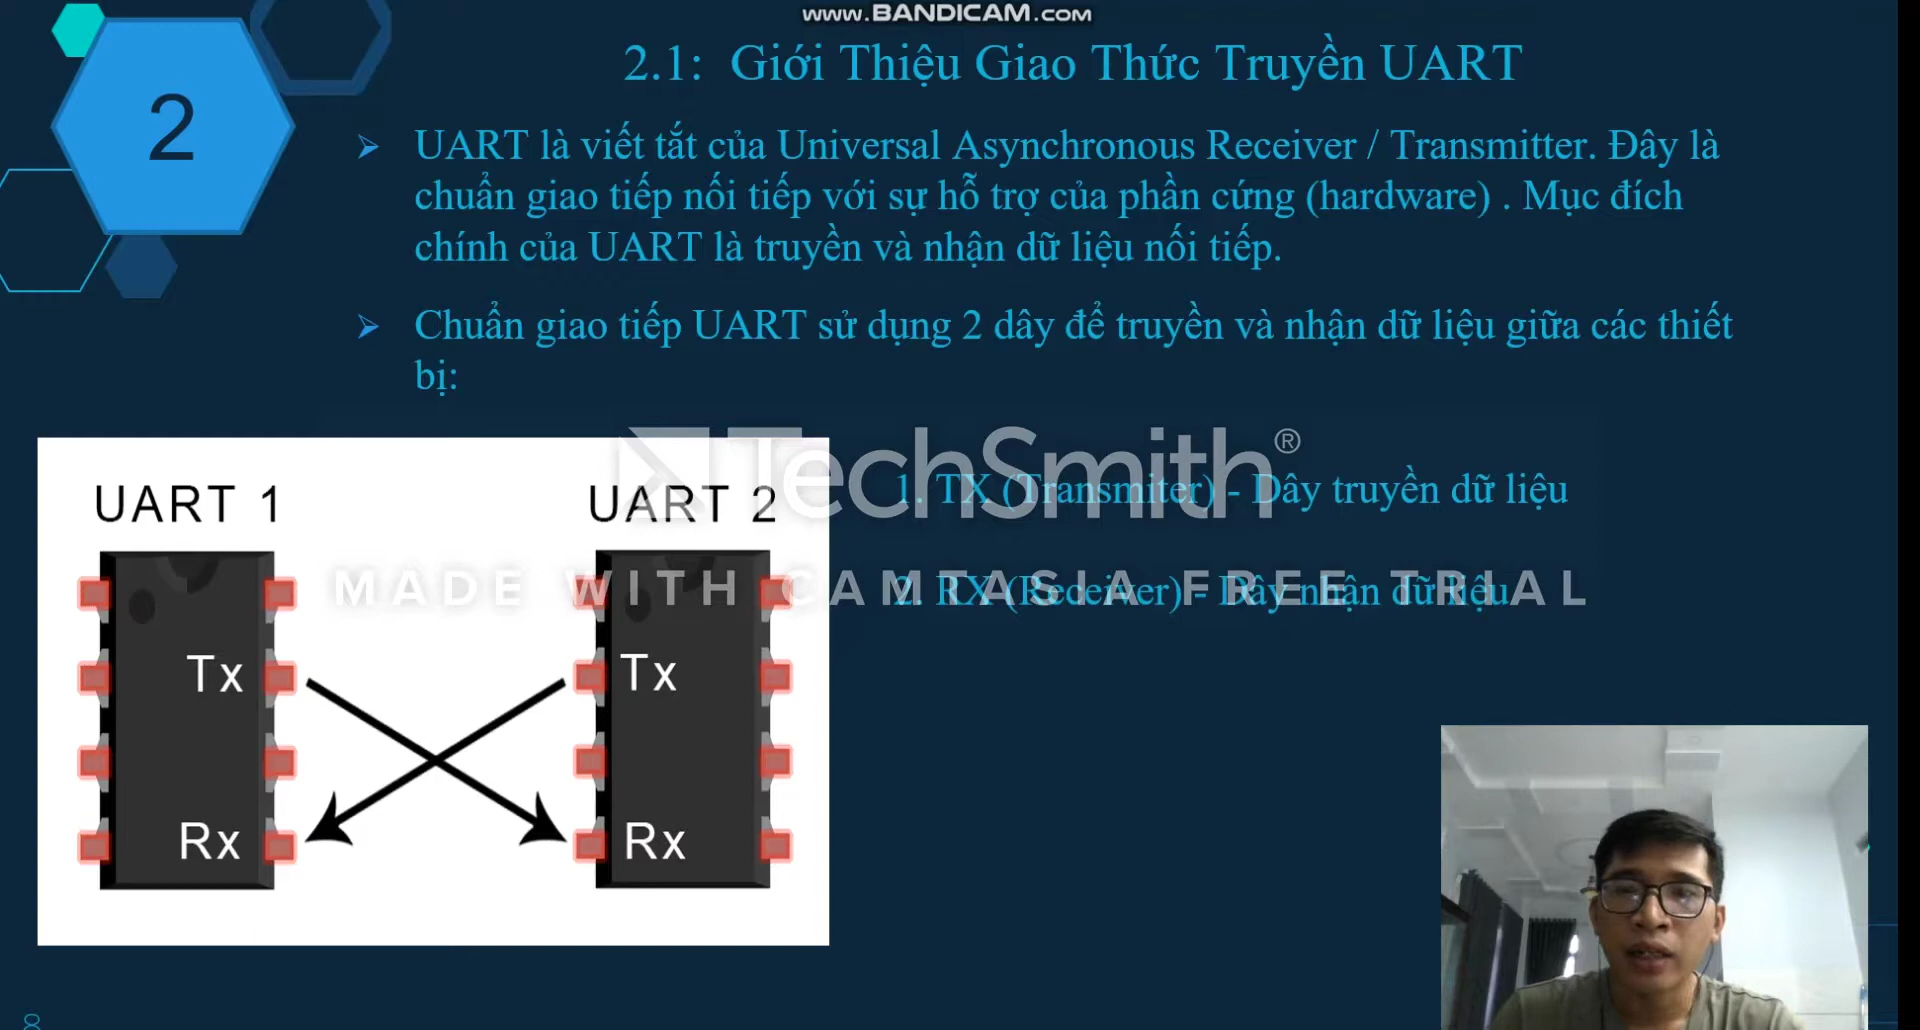 www.BANDICAM.com
2
2.1: Giới Thiệu Giao Thức Truyền UART
UART là viết tắt của Universal Asynchronous Receiver / Transmitter. Đây là
chuẩn giao tiếp nối tiếp với sự hỗ trợ của phần cứng (hardware) . Mục đích
chính của UART là truyền và nhận dữ liệu nối tiếp.
Chuẩn giao tiếp UART sử dụng 2 dây để truyền và nhận dữ liệu giữa các thiết
bị:
TechSmith®
MADE WITH CAMTASIA FREE TRIAL
1. TX (Transmiter) - Dây truyền dữ liệu
2. RX (Receiver) - Dây nhận dữ liệu
UART 1
UART 2
Tx
Tx
Rx
Rx
8